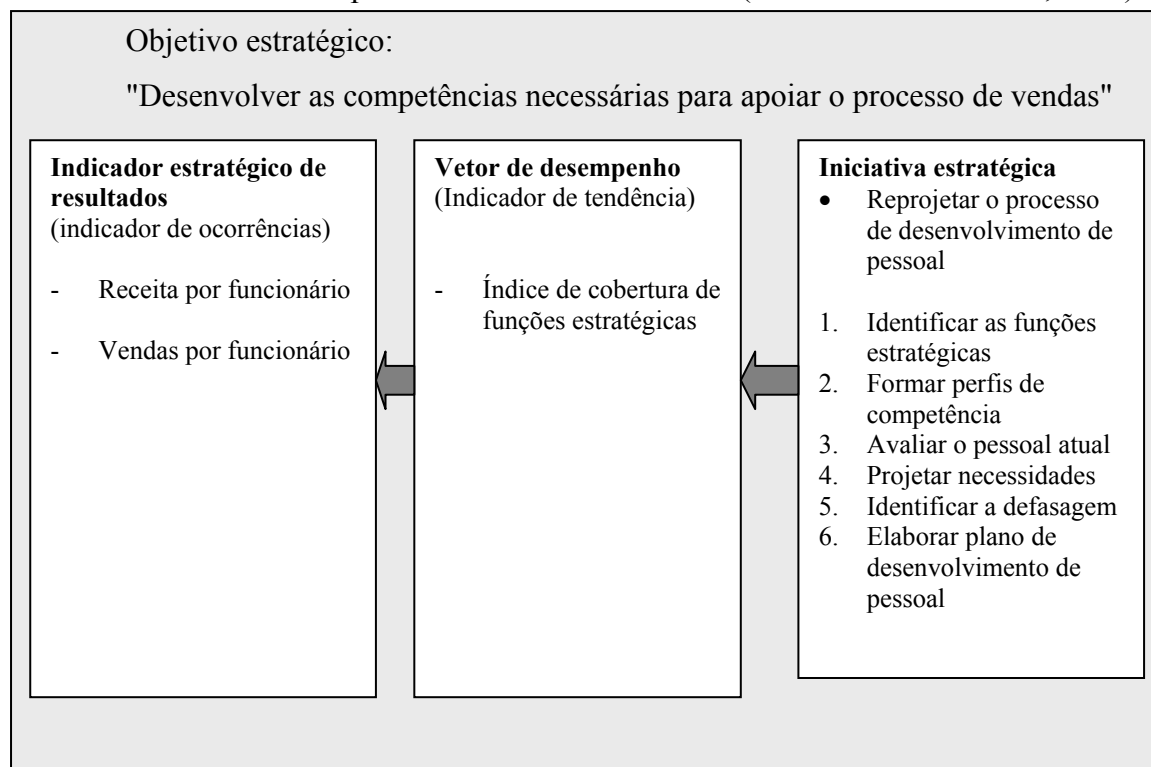 Objetivo estratégico:
"Desenvolver as competências necessárias para apoiar o processo de vendas"
Indicador estratégico de
resultados
(indicador de ocorrências)
- Receita por funcionário
- Vendas por funcionário
Vetor de desempenho
(Indicador de tendência)
- Índice de cobertura de
funções estratégicas
Iniciativa estratégica
• Reprojetar o processo
de desenvolvimento de
pessoal
1. Identificar as funções
estratégicas
2. Formar perfis de
competência
3. Avaliar o pessoal atual
4. Projetar necessidades
5. Identificar a defasagem
6. Elaborar plano de
desenvolvimento de
pessoal